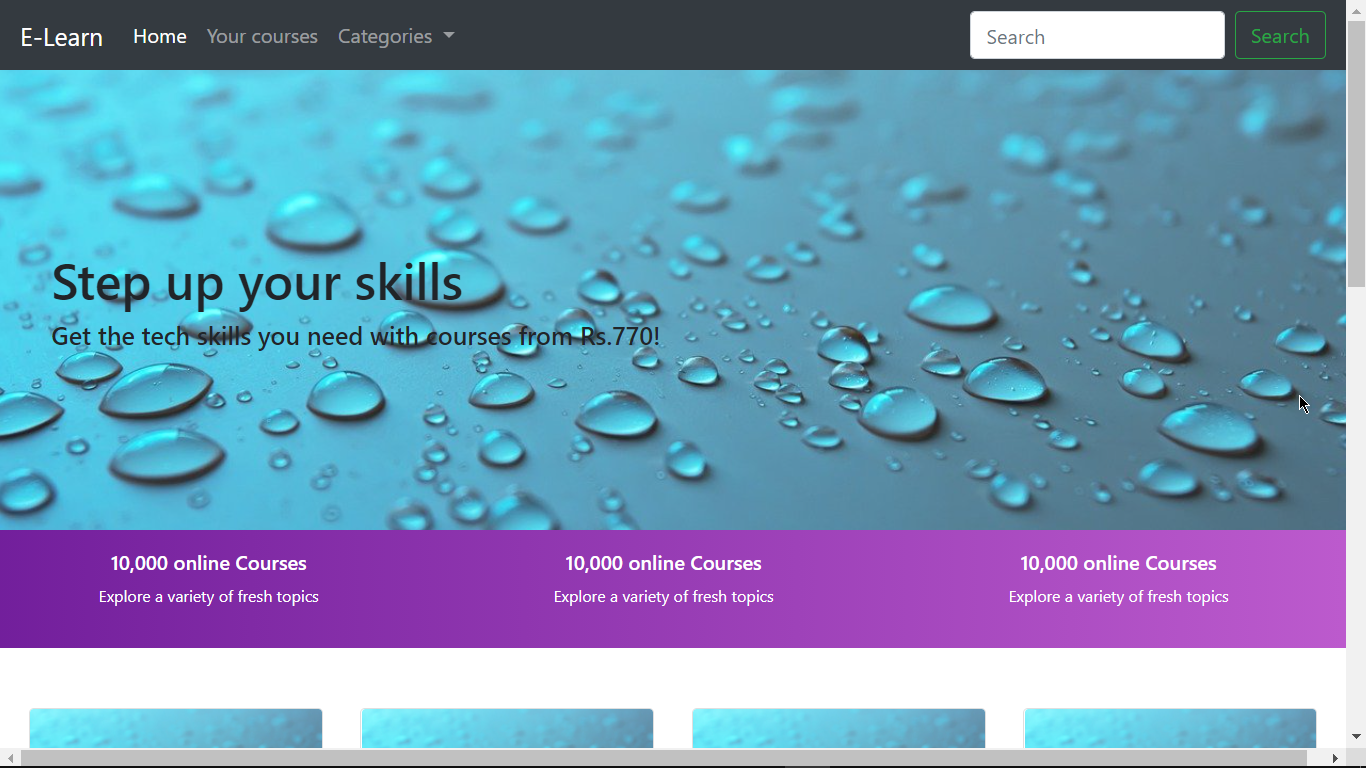 E-Learn Home Your courses Categories Search Search
Step up your skills
Get the tech skills you need with courses from Rs.770!
10,000 online Courses 10,000 online Courses 10,000 online Courses
Explore a variety of fresh topics Explore a variety of fresh topics Explore a variety of fresh topics